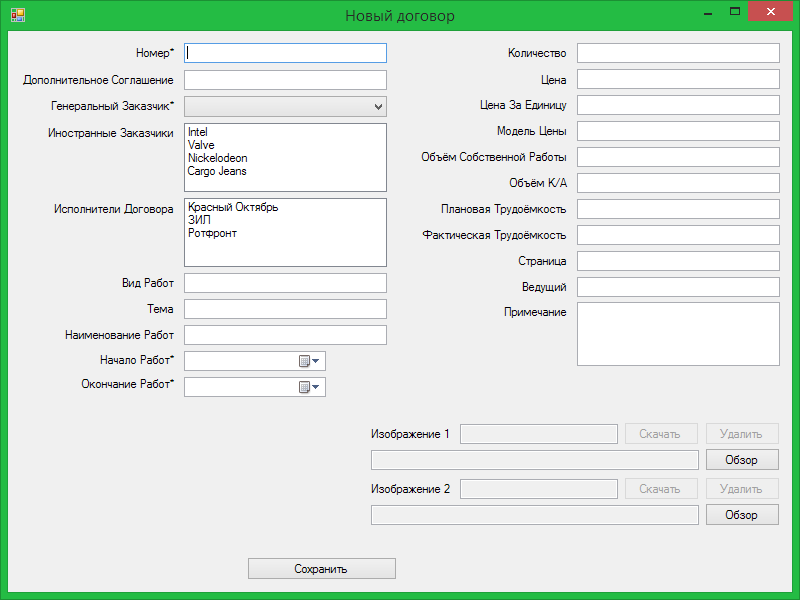 Новый договор
Номер*
Дополнительное Соглашение
Генеральный Заказчик*
Иностранные Заказчики
Intel
Valve
Nickelodeon
Cargo Jeans
Исполнители Договора
Красный Октябрь
ЗИЛ
Ротфронт
Вид Работ
Тема
Наименование Работ
Начало Работ*
Окончание Работ*
Количество
Цена
Цена За Единицу
Модель Цены
Объём Собственной Работы
Объём К/А
Плановая Трудоёмкость
Фактическая Трудоёмкость
Страница
Ведущий
Примечание
Изображение 1 Скачать Удалить
Обзор
Изображение 2 Скачать Удалить
Обзор
Сохранить